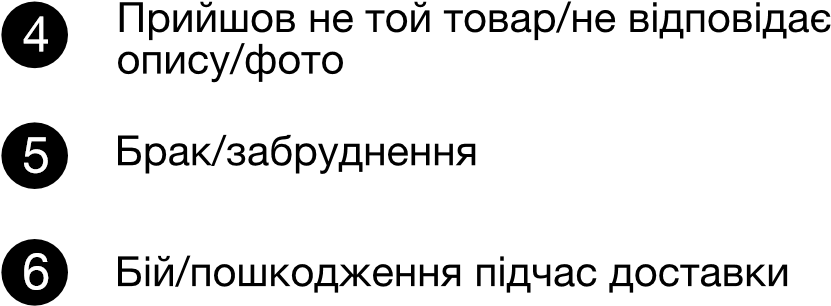 4 Прийшов не той товар/не відповідає
опису/фото
5 Брак/забруднення
6 Бій/пошкодження підчас доставки